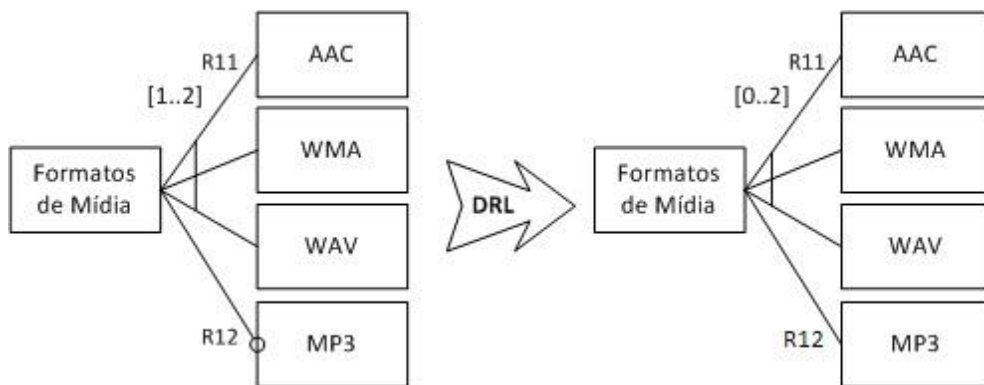 R11
AAC
[1..2]
WMA
Formatos
de Mídia
WAV
R12
MP3
DRL
R11
AAC
[0..2]
WMA
Formatos
de Mídia
WAV
R12
MP3